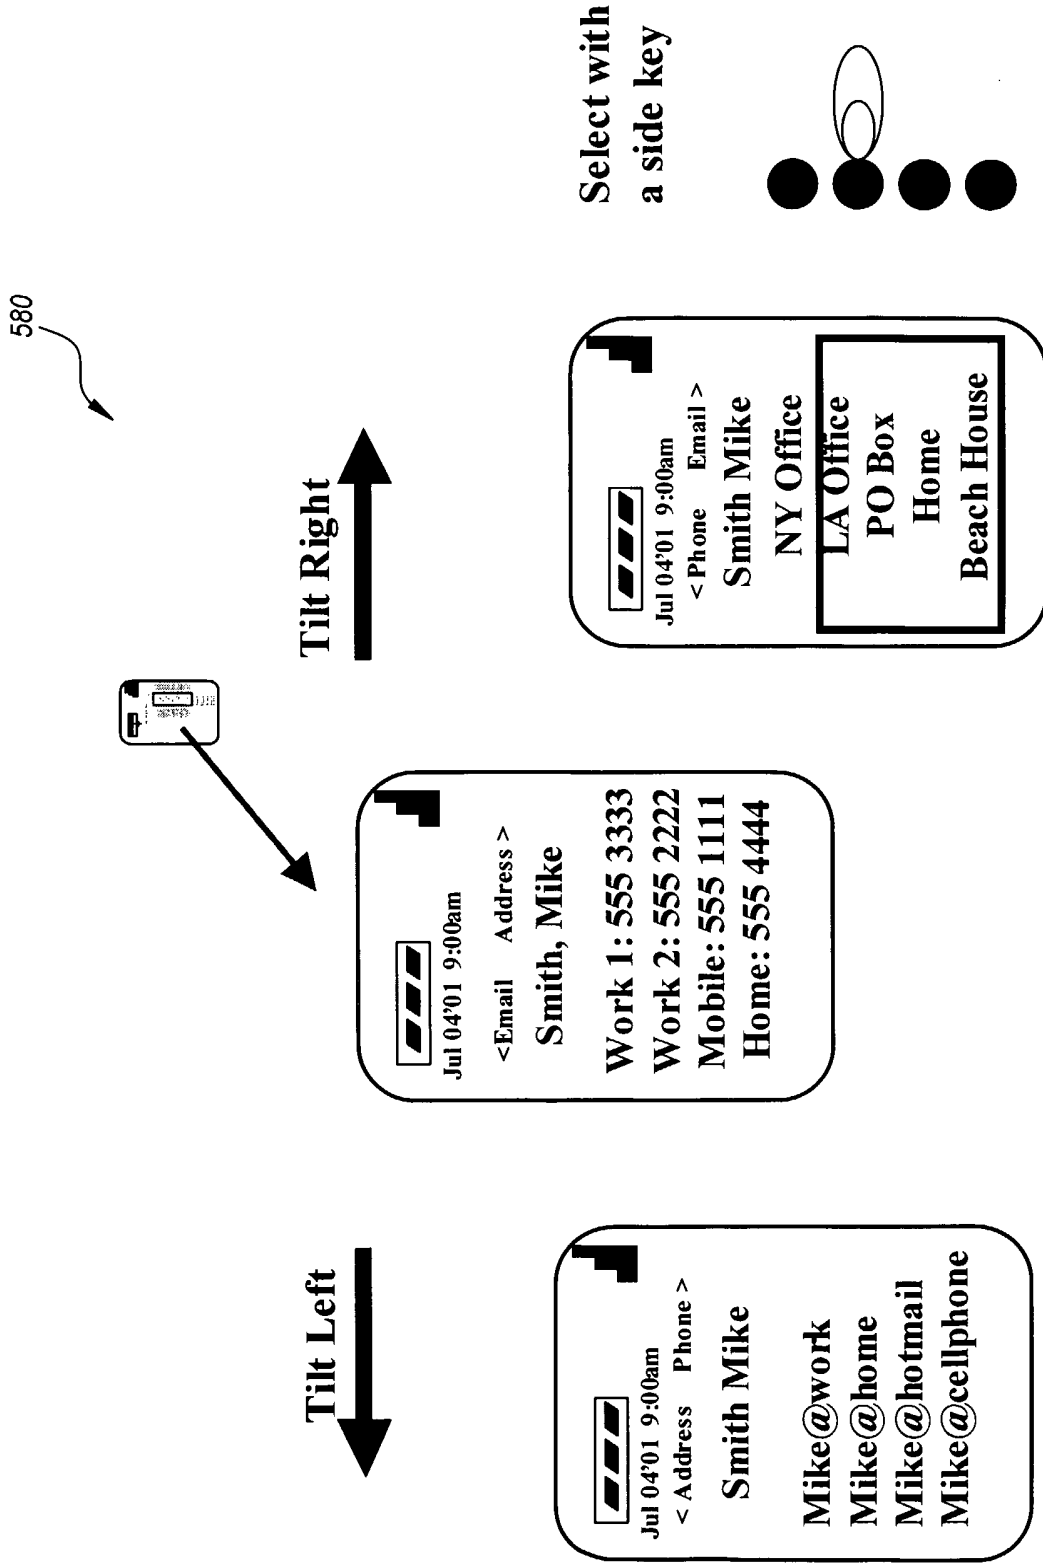 580
Tilt Left
Tilt Right
Jul 04'01 9:00am
< Address Phone >
Smith Mike
Mike@work
Mike@home
Mike@hotmail
Mike@cellphone
Jul 04'01 9:00am
<Email Address >
Smith, Mike
Work 1: 555 3333
Work 2: 555 2222
Mobile: 555 1111
Home: 555 4444
Jul 04'01 9:00am
< Phone Email >
Smith Mike
NY Office
LA Office
PO Box
Home
Beach House
Select with
a side key